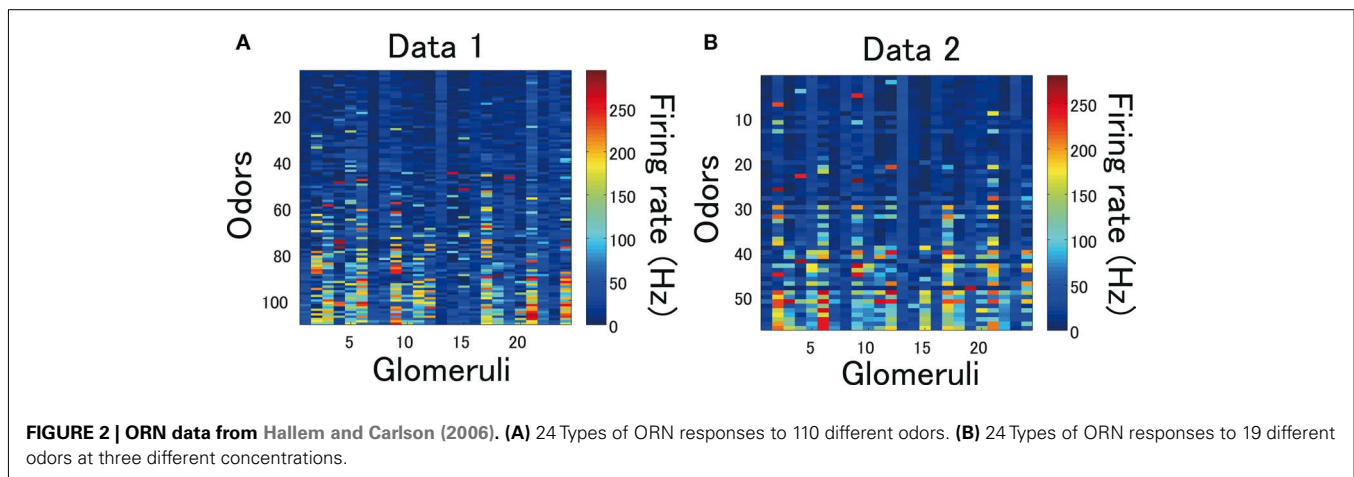 A
Data 1
20
40
60
80
100
Odors
5
10
15
20
Glomeruli
250
200
150
100
50
0
Firing rate (Hz)
B
Data 2
10
20
30
40
50
Odors
5
10
15
20
Glomeruli
250
200
150
100
50
0
Firing rate (Hz)
FIGURE 2 | ORN data from Hallem and Carlson (2006). (A) 24 Types of ORN responses to 110 different odors. (B) 24 Types of ORN responses to 19 different
odors at three different concentrations.